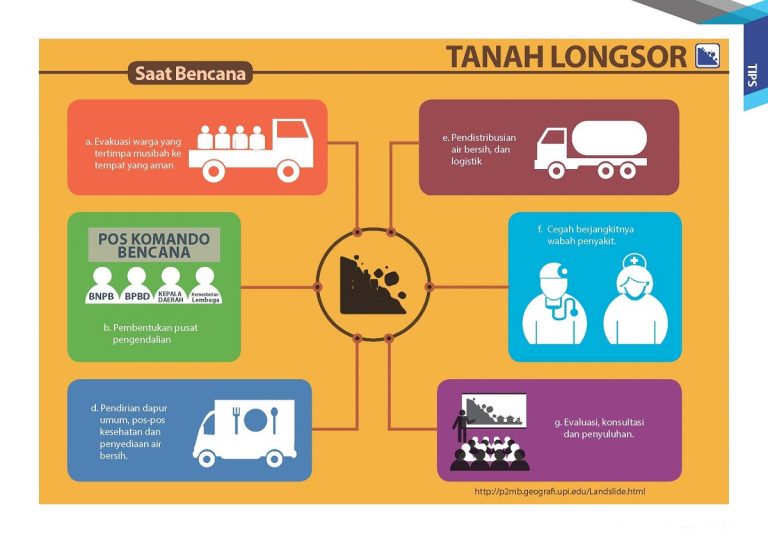 TIPS
TANAH LONGSOR
Saat Bencana
a. Evakuasi warga yang
tertimpa musibah ke
tempat yang aman
POS KOMANDO
BENCANA
BNPB
BPBD
KEPALA
DAERAH
Kementerian
Lembaga
b. Pembentukan pusat
pengendalian
d. Pendirian dapur
umum, pos-pos
kesehatan dan
penyediaan air
bersih.
e. Pendistribusian
air bersih, dan
logistik
f. Cegah berjangkitnya
wabah penyakit.
g. Evaluasi, konsultasi
dan penyuluhan.
http://p2mb.geografi.upi.edu/Landslide.html